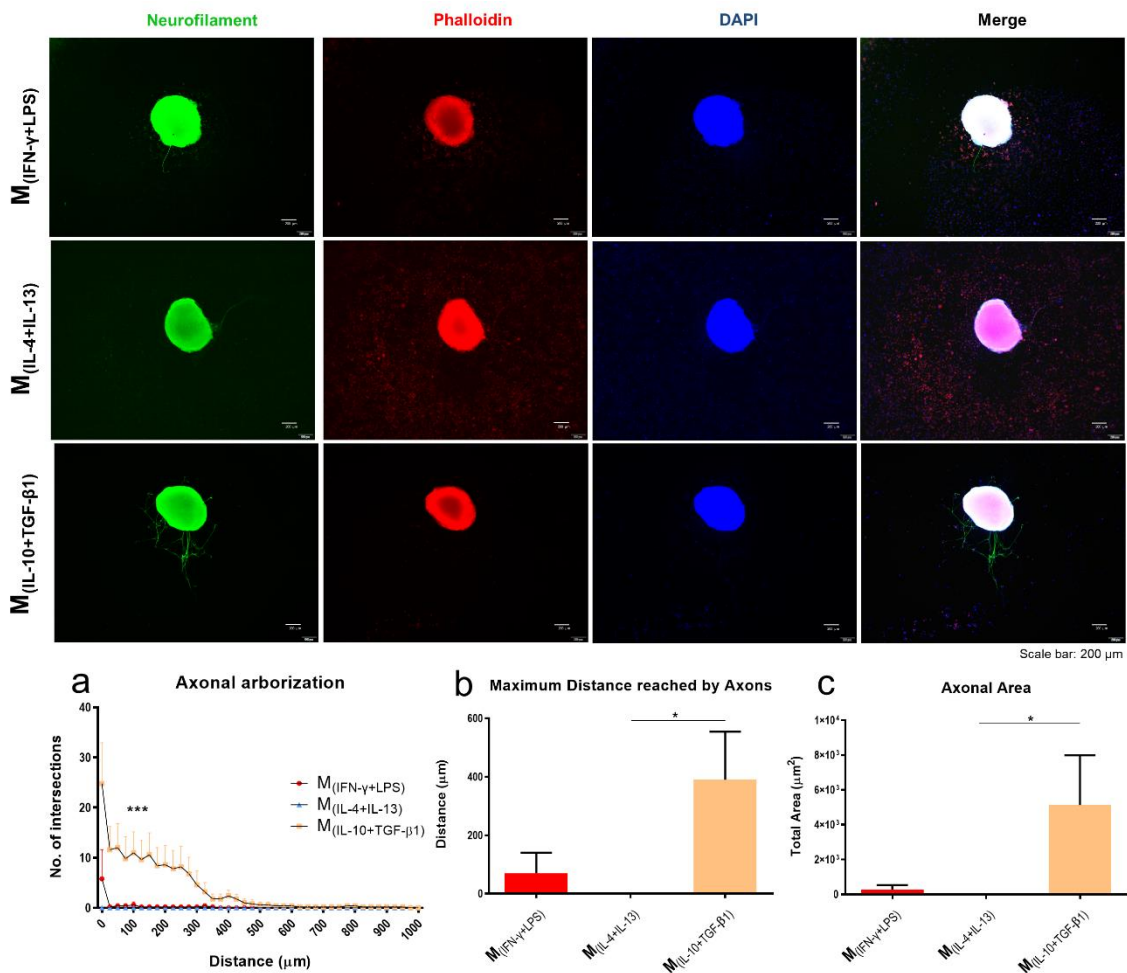 Neurofilament Phalloidin DAPI Merge
M(IFN-γ+LPS)
200 µm
M(IL-4+IL-13)
M(IL-10+TGF-β1)
Scale bar: 200 µm
a Axonal arborization
No. of intersections
40
30
20
10
0
M(IFN-γ+LPS)
M(IL-4+IL-13)
M(IL-10+TGF-β1)
***
0 100 200 300 400 500 600 700 800 900 1000
Distance (µm)
b Maximum Distance reached by Axons
Distance (µm)
600
400
200
0
*
M(IFN-γ+LPS) M(IL-4+IL-13) M(IL-10+TGF-β1)
c Axonal Area
Total Area (µm²)
1×10⁴
8×10³
6×10³
4×10³
2×10³
0
*
M(IFN-γ+LPS) M(IL-4+IL-13) M(IL-10+TGF-β1)